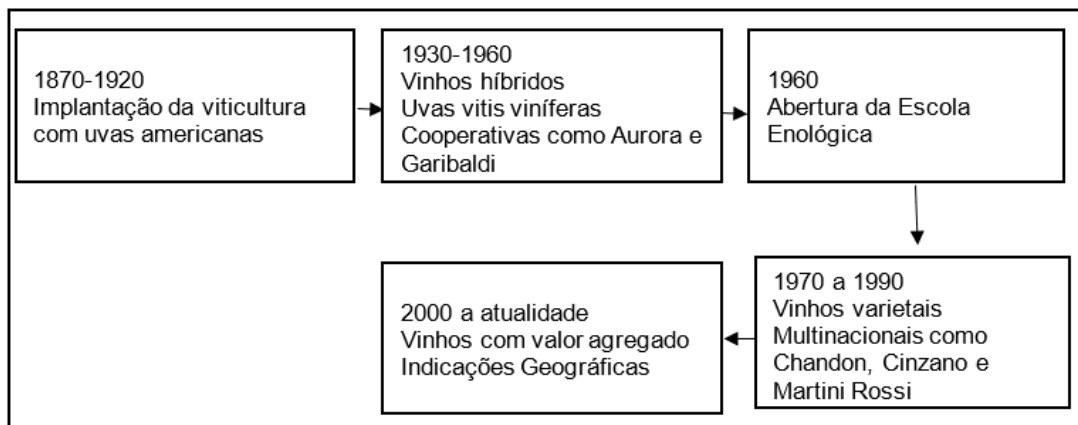 1870-1920
Implantação da viticultura
com uvas americanas
1930-1960
Vinhos híbridos
Uvas vitis viníferas
Cooperativas como Aurora e
Garibaldi
1960
Abertura da Escola
Enológica
1970 a 1990
Vinhos varietais
Multinacionais como
Chandon, Cinzano e
Martini Rossi
2000 a atualidade
Vinhos com valor agregado
Indicações Geográficas